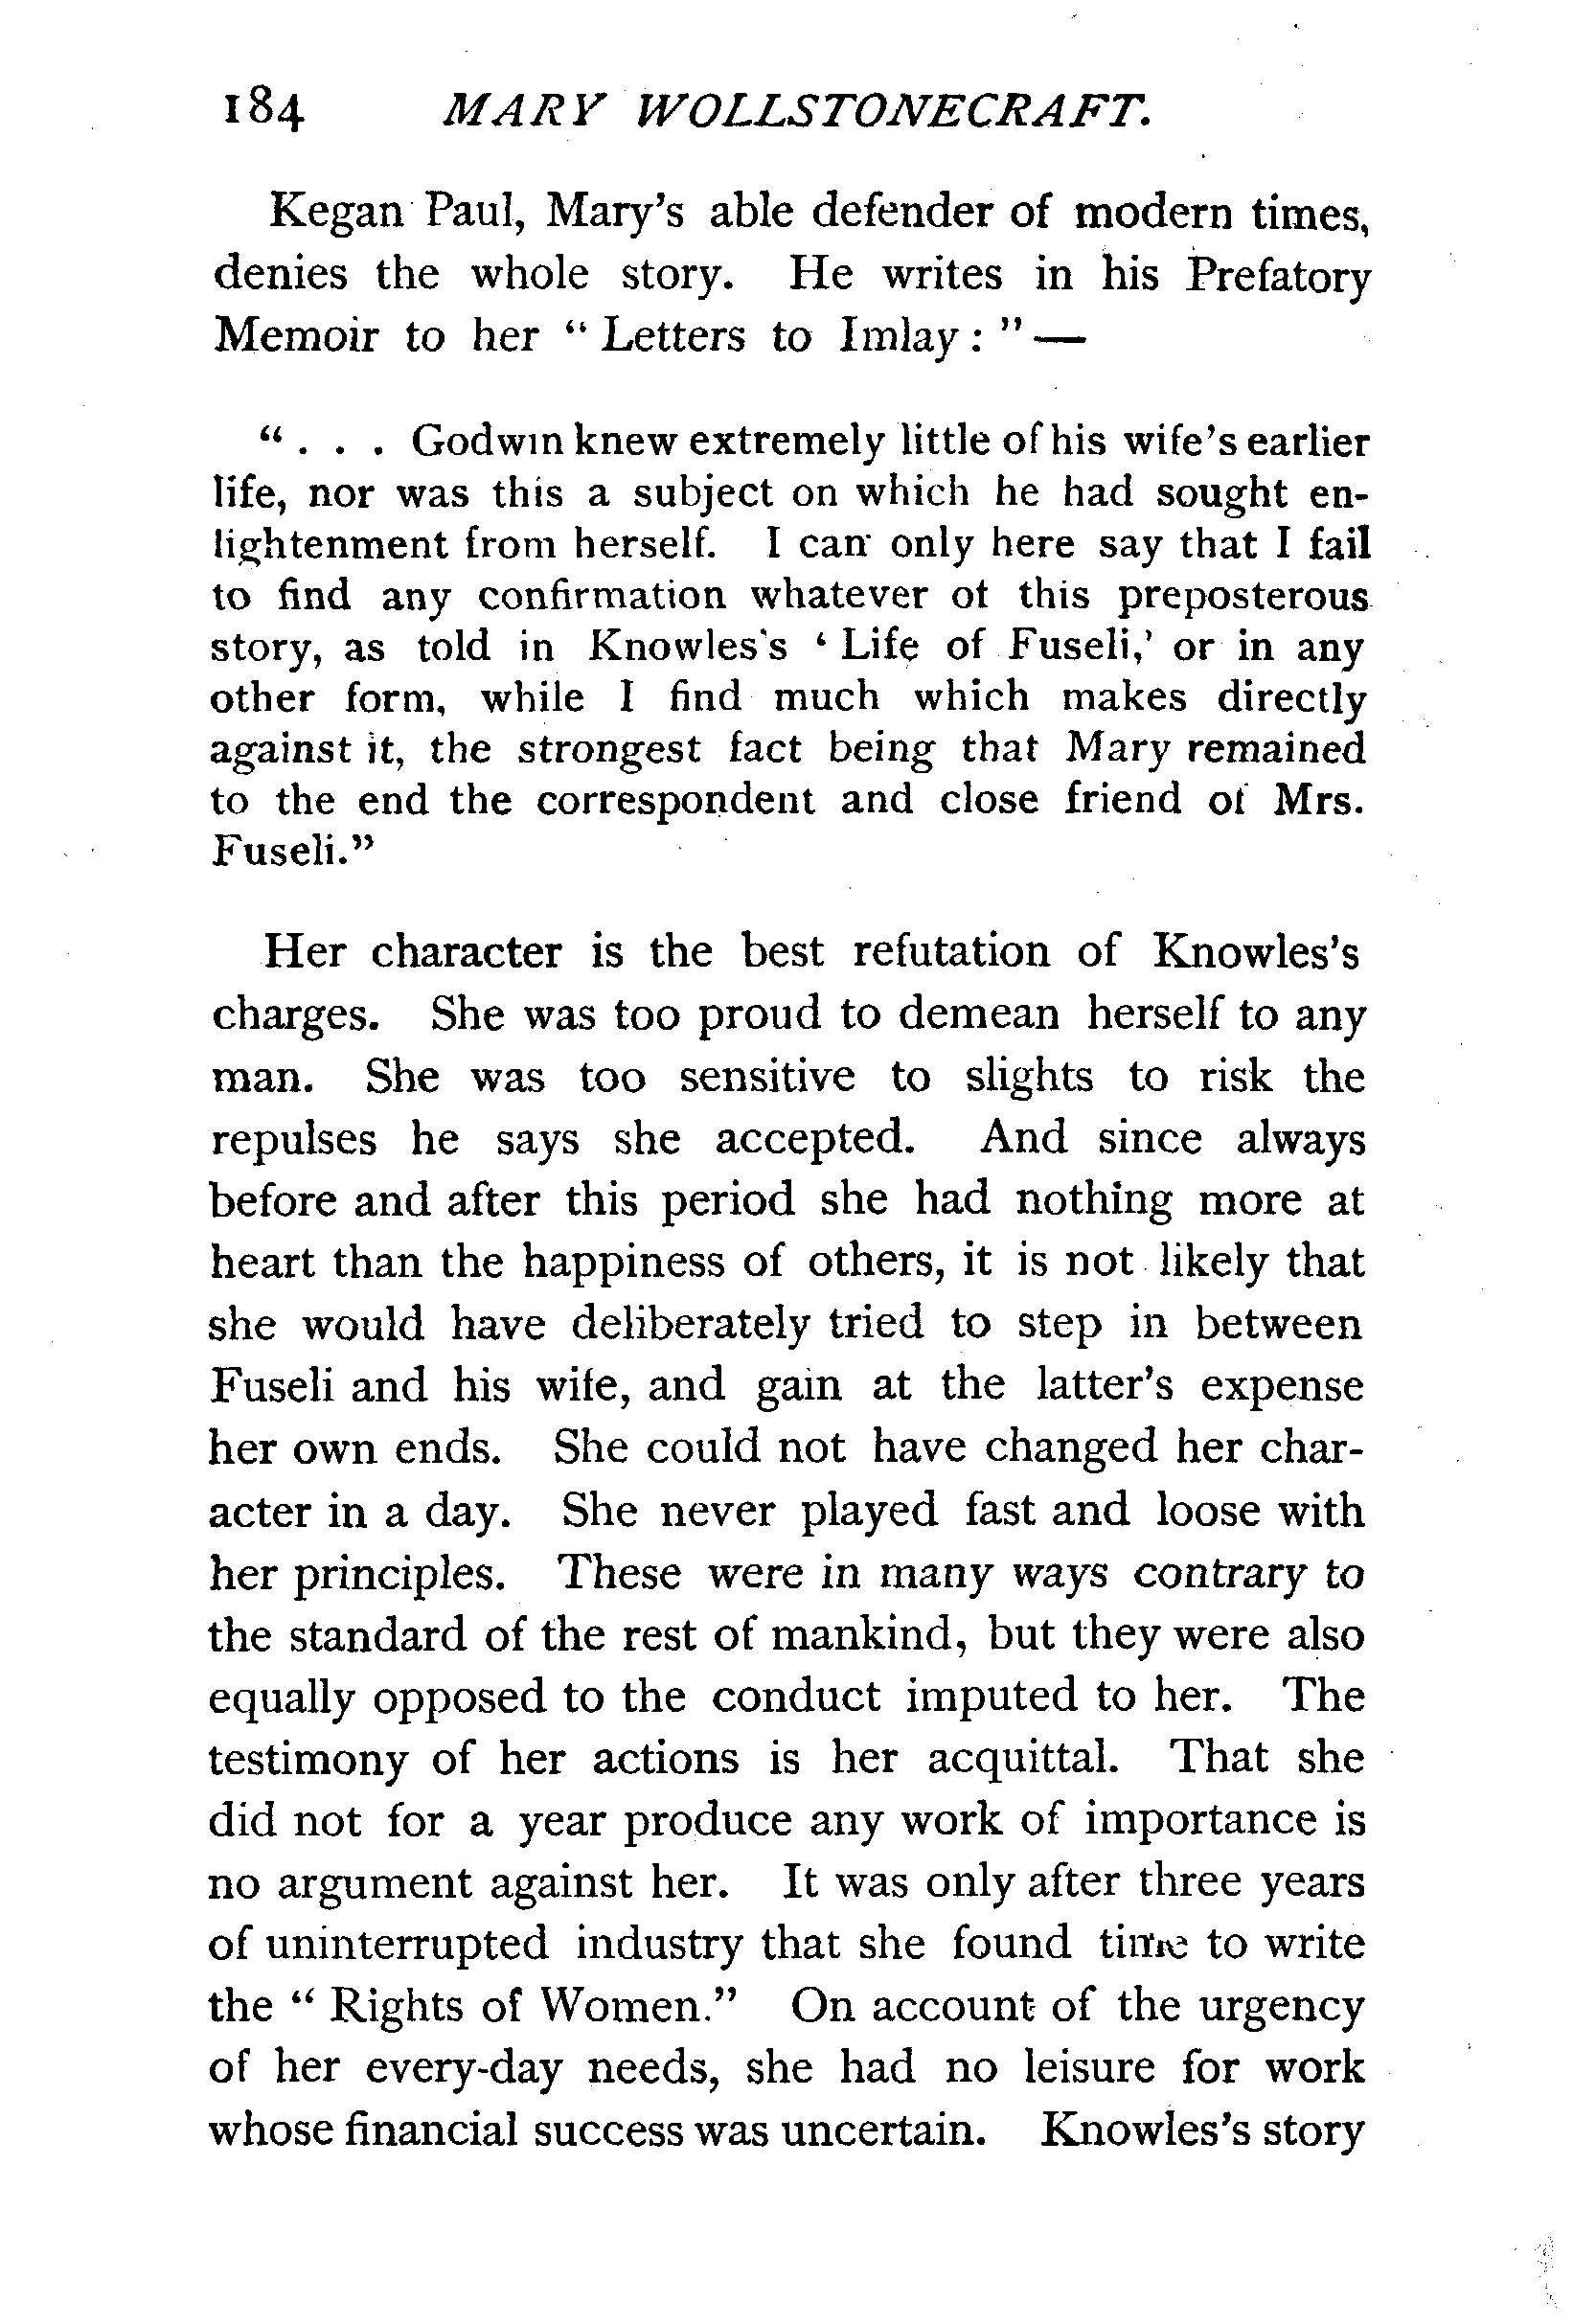 184 MARY WOLLSTONECRAFT.
Kegan Paul, Mary's able defender of modern times,
denies the whole story. He writes in his Prefatory
Memoir to her “ Letters to Imlay : ”—
“ . . . Godwin knew extremely little of his wife's earlier
life, nor was this a subject on which he had sought en-
lightenment from herself. I can only here say that I fail
to find any confirmation whatever of this preposterous
story, as told in Knowles's ‘ Life of Fuseli,’ or in any
other form, while I find much which makes directly
against it, the strongest fact being that Mary remained
to the end the correspondent and close friend of Mrs.
Fuseli.”
Her character is the best refutation of Knowles's
charges. She was too proud to demean herself to any
man. She was too sensitive to slights to risk the
repulses he says she accepted. And since always
before and after this period she had nothing more at
heart than the happiness of others, it is not likely that
she would have deliberately tried to step in between
Fuseli and his wife, and gain at the latter's expense
her own ends. She could not have changed her char-
acter in a day. She never played fast and loose with
her principles. These were in many ways contrary to
the standard of the rest of mankind, but they were also
equally opposed to the conduct imputed to her. The
testimony of her actions is her acquittal. That she
did not for a year produce any work of importance is
no argument against her. It was only after three years
of uninterrupted industry that she found time to write
the “ Rights of Women.” On account of the urgency
of her every-day needs, she had no leisure for work
whose financial success was uncertain. Knowles's story